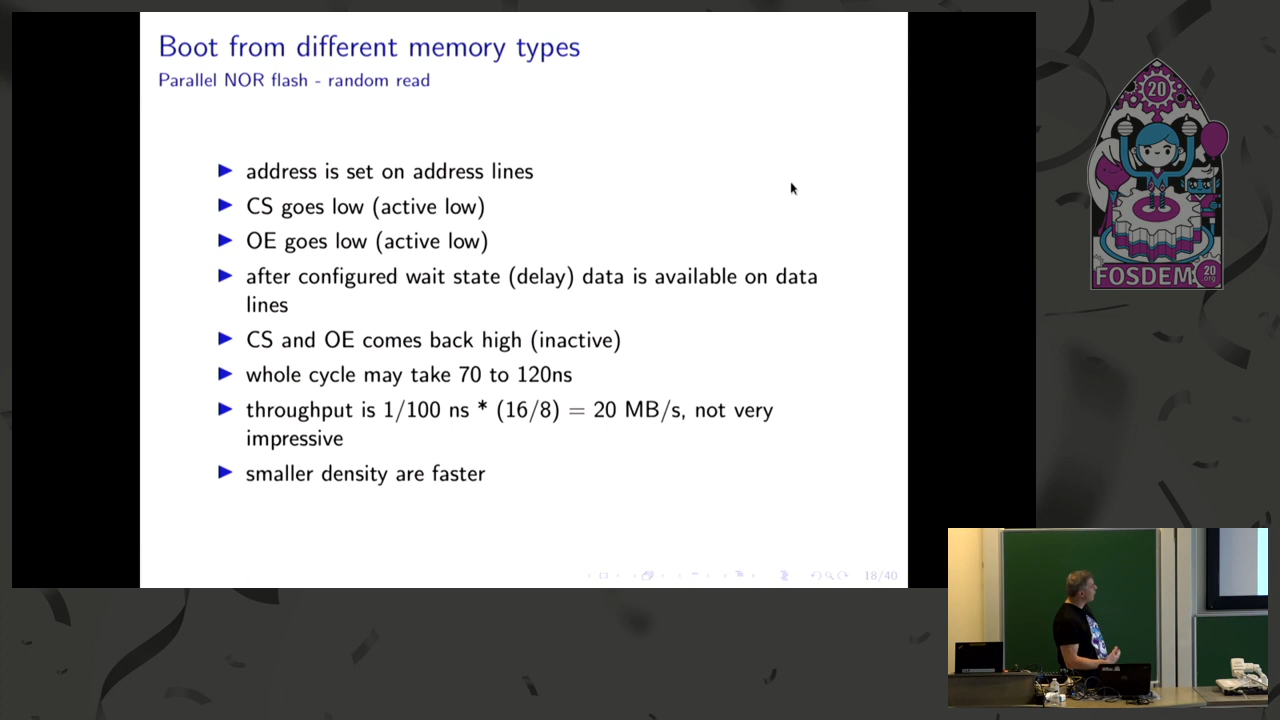 Boot from different memory types
Parallel NOR flash - random read
address is set on address lines
CS goes low (active low)
OE goes low (active low)
after configured wait state (delay) data is available on data
lines
CS and OE comes back high (inactive)
whole cycle may take 70 to 120ns
throughput is 1/100 ns * (16/8) = 20 MB/s, not very
impressive
smaller density are faster
18/40
20
FOSDEM
20
.org